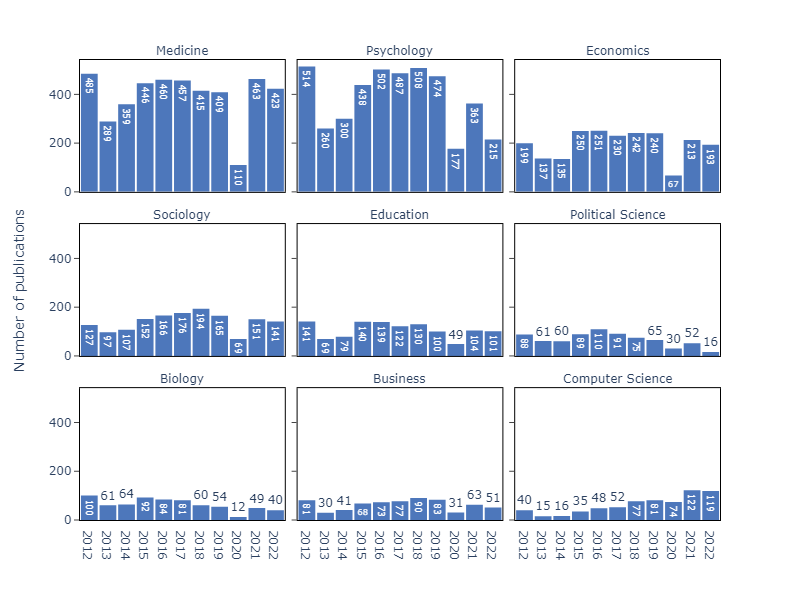 Medicine Psychology Economics
400
200
0
485 289 359 446 460 457 415 409 110 463 423
514 260 300 438 502 487 508 474 177 363 215
199 137 135 250 251 230 242 240 67 213 193
Number of publications
Sociology Education Political Science
400
200
0
127 97 107 152 166 176 194 165 69 151 141
141 69 79 140 139 122 130 100 49 104 101
88 61 60 89 110 91 75 65 30 52 16
Biology Business Computer Science
400
200
0
100 61 64 92 84 81 60 54 12 49 40
81 30 41 68 73 77 90 83 31 63 51
40 15 16 35 48 52 77 81 74 122 119
2012 2013 2014 2015 2016 2017 2018 2019 2020 2021 2022
2012 2013 2014 2015 2016 2017 2018 2019 2020 2021 2022
2012 2013 2014 2015 2016 2017 2018 2019 2020 2021 2022